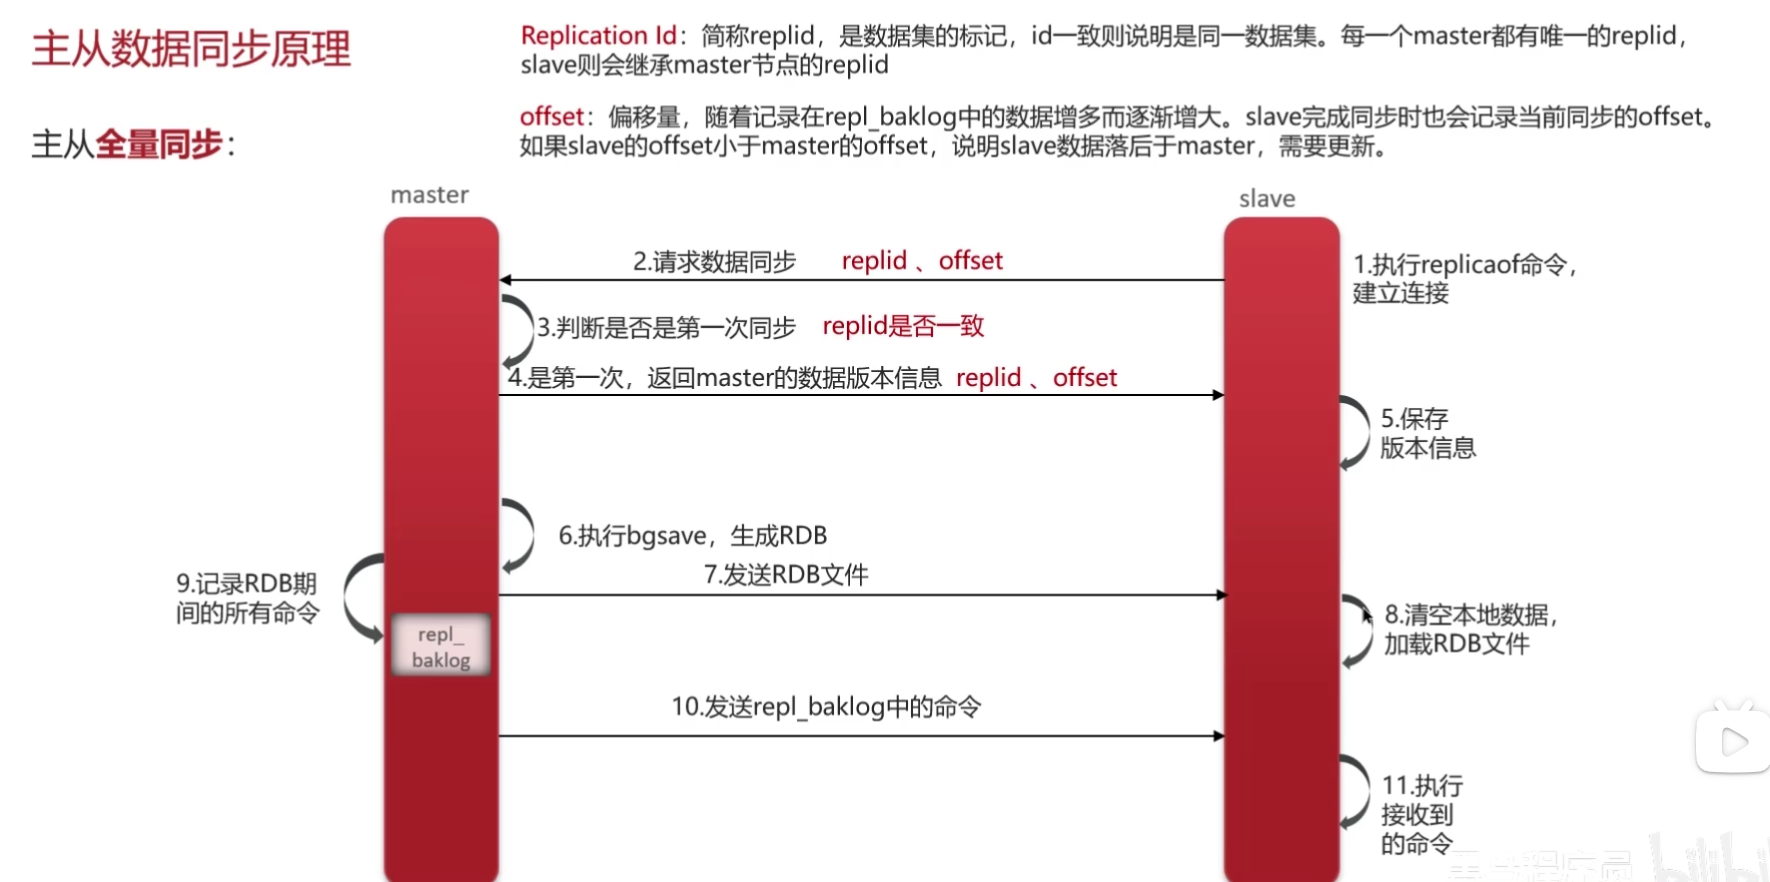 主从数据同步原理
Replication Id：简称replid，是数据集的标记，id一致则说明是同一数据集。每一个master都有唯一的replid，
slave则会继承master节点的replid
offset：偏移量，随着记录在repl_baklog中的数据增多而逐渐增大。slave完成同步时也会记录当前同步的offset。
如果slave的offset小于master的offset，说明slave数据落后于master，需要更新。
主从全量同步：
master
slave
1.执行replicaof命令，
建立连接
2.请求数据同步 replid 、offset
3.判断是否是第一次同步 replid是否一致
4.是第一次，返回master的数据版本信息 replid 、offset
5.保存
版本信息
6.执行bgsave，生成RDB
7.发送RDB文件
8.清空本地数据，
加载RDB文件
9.记录RDB期
间的所有命令
repl_
baklog
10.发送repl_baklog中的命令
11.执行
接收到
的命令